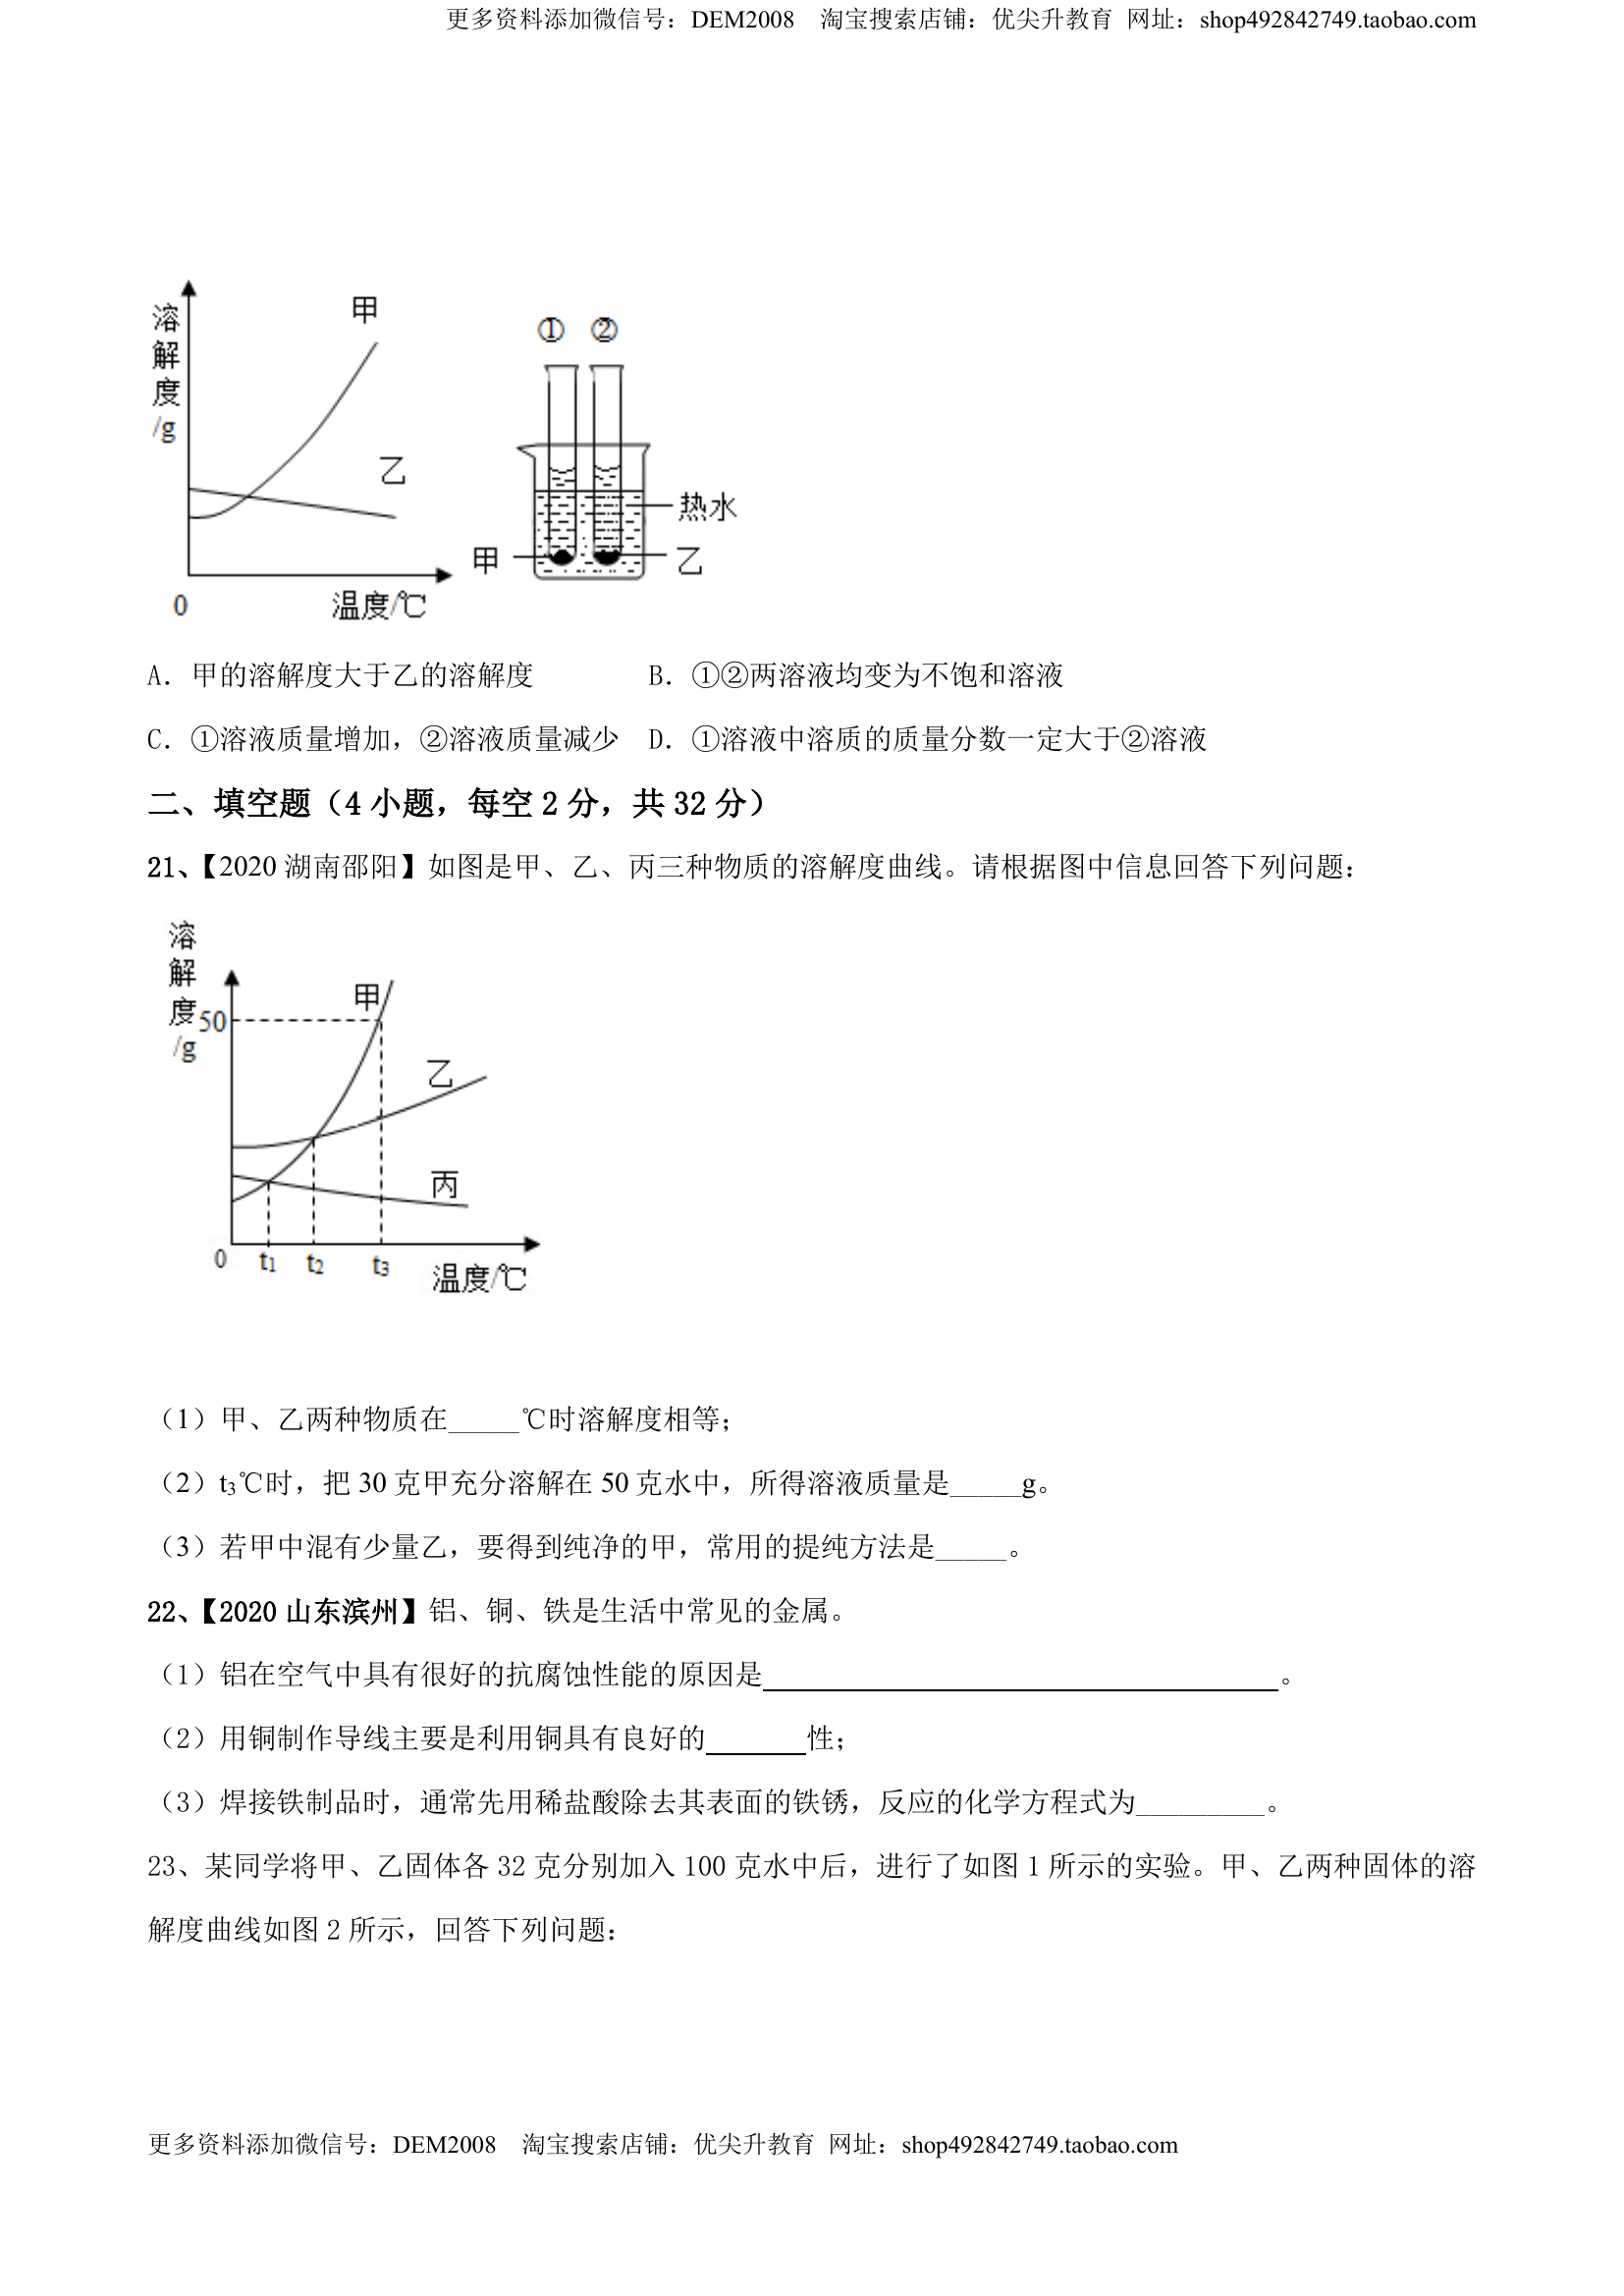 更多资料添加微信号：DEM2008 淘宝搜索店铺：优尖升教育 网址：shop492842749.taobao.com
溶解度/g
甲
乙
0
温度/℃
① ②
热水
甲
乙
A．甲的溶解度大于乙的溶解度 B．①②两溶液均变为不饱和溶液
C．①溶液质量增加，②溶液质量减少 D．①溶液中溶质的质量分数一定大于②溶液
二、填空题（4 小题，每空 2 分，共 32 分）
21、【2020 湖南邵阳】如图是甲、乙、丙三种物质的溶解度曲线。请根据图中信息回答下列问题：
溶解度/g
50
甲
乙
丙
0 t1 t2 t3
温度/℃
（1）甲、乙两种物质在_____℃时溶解度相等；
（2）t3℃时，把 30 克甲充分溶解在 50 克水中，所得溶液质量是_____g。
（3）若甲中混有少量乙，要得到纯净的甲，常用的提纯方法是_____。
22、【2020 山东滨州】铝、铜、铁是生活中常见的金属。
（1）铝在空气中具有很好的抗腐蚀性能的原因是____________________________________。
（2）用铜制作导线主要是利用铜具有良好的_______性；
（3）焊接铁制品时，通常先用稀盐酸除去其表面的铁锈，反应的化学方程式为_________。
23、某同学将甲、乙固体各 32 克分别加入 100 克水中后，进行了如图 1 所示的实验。甲、乙两种固体的溶
解度曲线如图 2 所示，回答下列问题：
更多资料添加微信号：DEM2008 淘宝搜索店铺：优尖升教育 网址：shop492842749.taobao.com